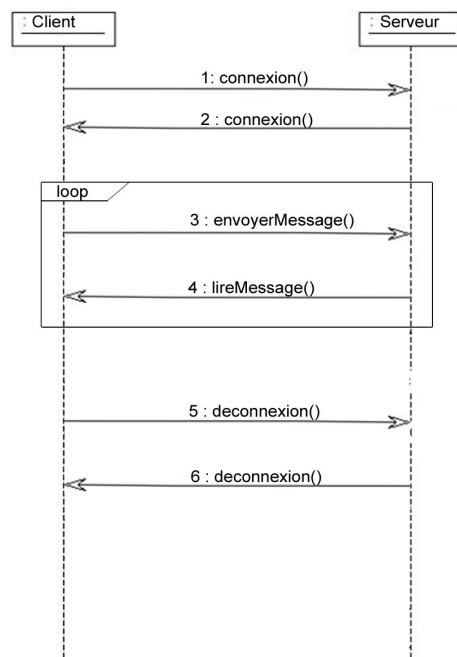 : Client
: Serveur
1: connexion()
2 : connexion()
loop
3 : envoyerMessage()
4 : lireMessage()
5 : deconnexion()
6 : deconnexion()